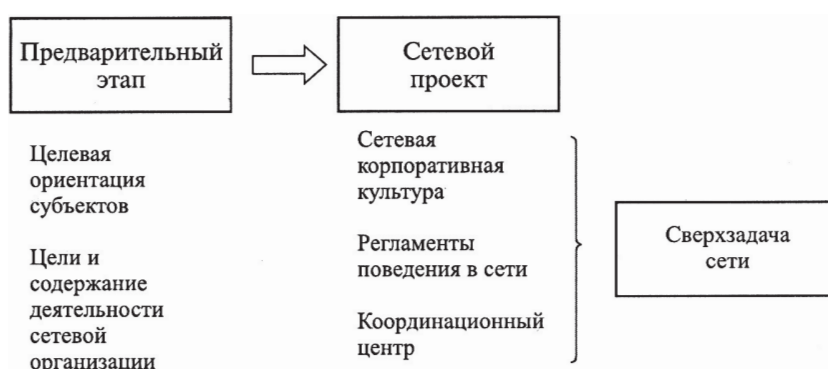 Предварительный
этап
Сетевой
проект
Целевая
ориентация
субъектов
Цели и
содержание
деятельности
сетевой
организации
Сетевая
корпоративная
культура
Регламенты
поведения в сети
Координационный
центр
Сверхзадача
сети